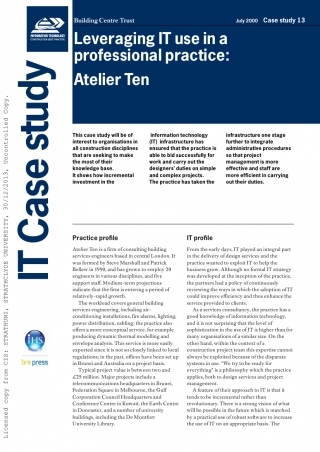 Building Centre Trust
July 2000 Case study 13
Leveraging IT use in a
professional practice:
Atelier Ten
IT
INFORMATION TECHNOLOGY
CONSTRUCTION BEST PRACTICE
IT Case study
This case study will be of
interest to organisations in
all construction disciplines
that are seeking to make
the most of their
knowledge base.
It shows how incremental
investment in the
information technology
(IT) infrastructure has
ensured that the practice is
able to bid successfully for
work and carry out the
designers' duties on simple
and complex projects.
The practice has taken the
infrastructure one stage
further to integrate
administrative procedures
so that project
management is more
effective and staff are
more efficient in carrying
out their duties.
Practice profile
Atelier Ten is a firm of consulting building
services engineers based in central London. It
was formed by Steve Marshall and Patrick
Bellew in 1990, and has grown to employ 20
engineers in various disciplines, and five
support staff. Medium-term projections
indicate that the firm is entering a period of
relatively-rapid growth.
The workload covers general building
services engineering, including air-
conditioning installations, fire alarms, lighting,
power distribution, cabling; the practice also
offers a more conceptual service, for example
producing dynamic thermal modelling and
envelope analysis. This service is more easily
exported since it is not so closely linked to local
regulations; in the past, offices have been set up
in Brunei and Australia on a project basis.
Typical project value is between two and
£25 million. Major projects include a
telecommunications headquarters in Brunei,
Federation Square in Melbourne, the Gulf
Corporation Council Headquarters and
Conference Centre in Kuwait, the Earth Centre
in Doncaster, and a number of university
buildings, including the De Montfort
University Library.
IT profile
From the early days, IT played an integral part
in the delivery of design services and the
practice wanted to exploit IT to help the
business grow. Although no formal IT strategy
was developed at the inception of the practice,
the partners had a policy of continuously
reviewing the ways in which the adoption of IT
could improve efficiency and thus enhance the
service provided to clients.
As a services consultancy, the practice has a
good knowledge of information technology,
and it is not surprising that the level of
sophistication in the use of IT is higher than for
many organisations of a similar size. On the
other hand, within the context of a
construction project team this expertise cannot
always be exploited because of the disparate
systems in use. "We try to be ready for
everything" is a philosophy which the practice
applies, both to design services and project
management.
A feature of their approach to IT is that it
tends to be incremental rather than
revolutionary. There is a strong vision of what
will be possible in the future which is matched
by a practical use of robust software to increase
the use of IT on an appropriate basis. The
IHS
bre press
Licensed copy from CIS: STRATHUNI, STRATHCLYDE UNIVERSITY, 30/12/2013, Uncontrolled Copy.